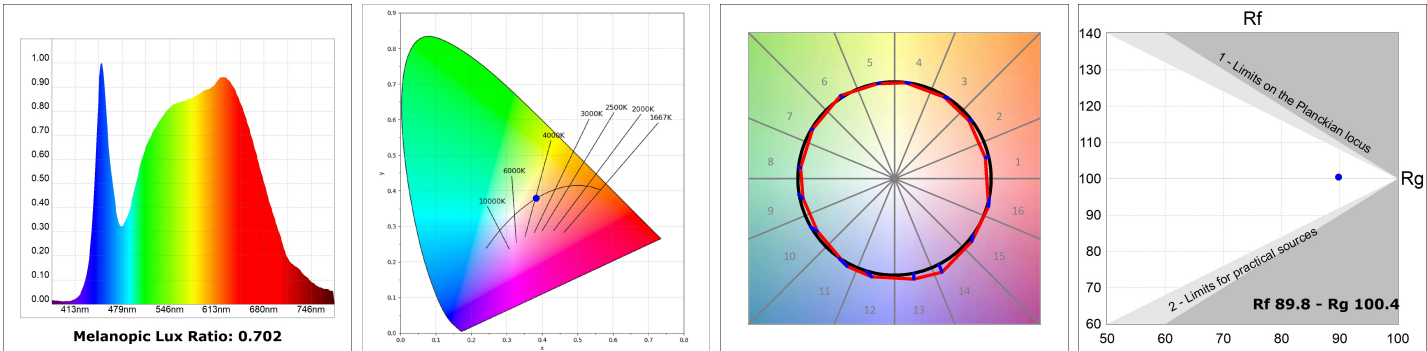 1.00
0.90
0.80
0.70
0.60
0.50
0.40
0.30
0.20
0.10
0.00
413nm 479nm 546nm 613nm 680nm 746nm
Melanopic Lux Ratio: 0.702
0.9
0.8
0.7
0.6
0.5
0.4
0.3
0.2
0.1
0.0
y
0.0 0.1 0.2 0.3 0.4 0.5 0.6 0.7 0.8
x
10000K
6000K
4000K
3000K
2500K
2000K
1667K
1
2
3
4
5
6
7
8
9
10
11
12
13
14
15
16
Rf
140
130
120
110
100
90
80
70
60
50 60 70 80 90 100
Rg
1 - Limits on the Planckian locus
2 - Limits for practical sources
Rf 89.8 - Rg 100.4